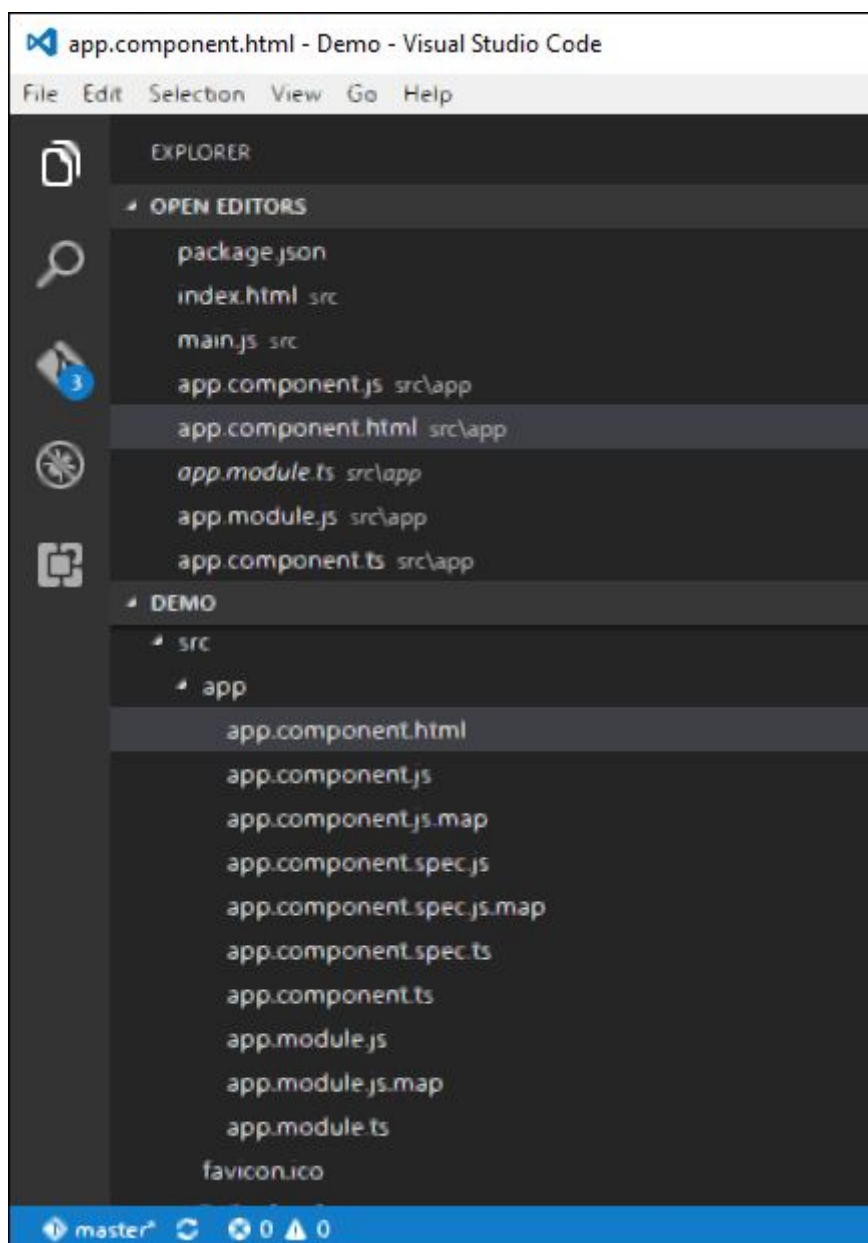 app.component.html - Demo - Visual Studio Code
File Edit Selection View Go Help
EXPLORER
OPEN EDITORS
package.json
index.html src
main.js src
3
app.component.js src\app
app.component.html src\app
app.module.ts src\app
app.module.js src\app
app.component.ts src\app
DEMO
src
app
app.component.html
app.component.js
app.component.js.map
app.component.spec.js
app.component.spec.js.map
app.component.spec.ts
app.component.ts
app.module.js
app.module.js.map
app.module.ts
favicon.ico
master* 0 0